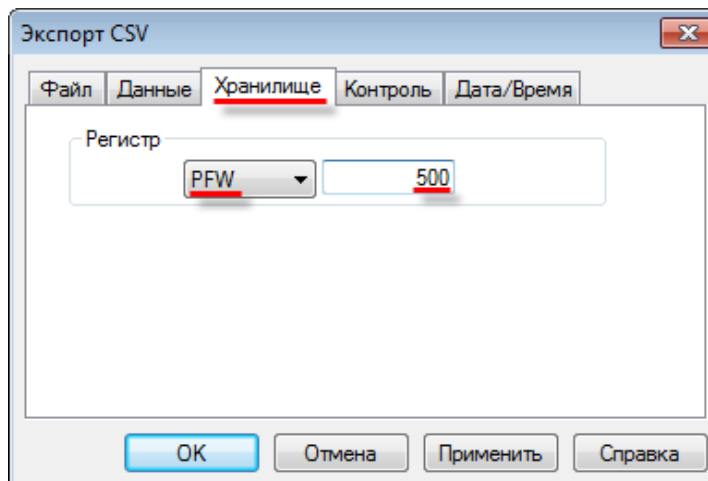 Экспорт CSV
Файл Данные Хранилище Контроль Дата/Время
Регистр
PFW 500
OK Отмена Применить Справка